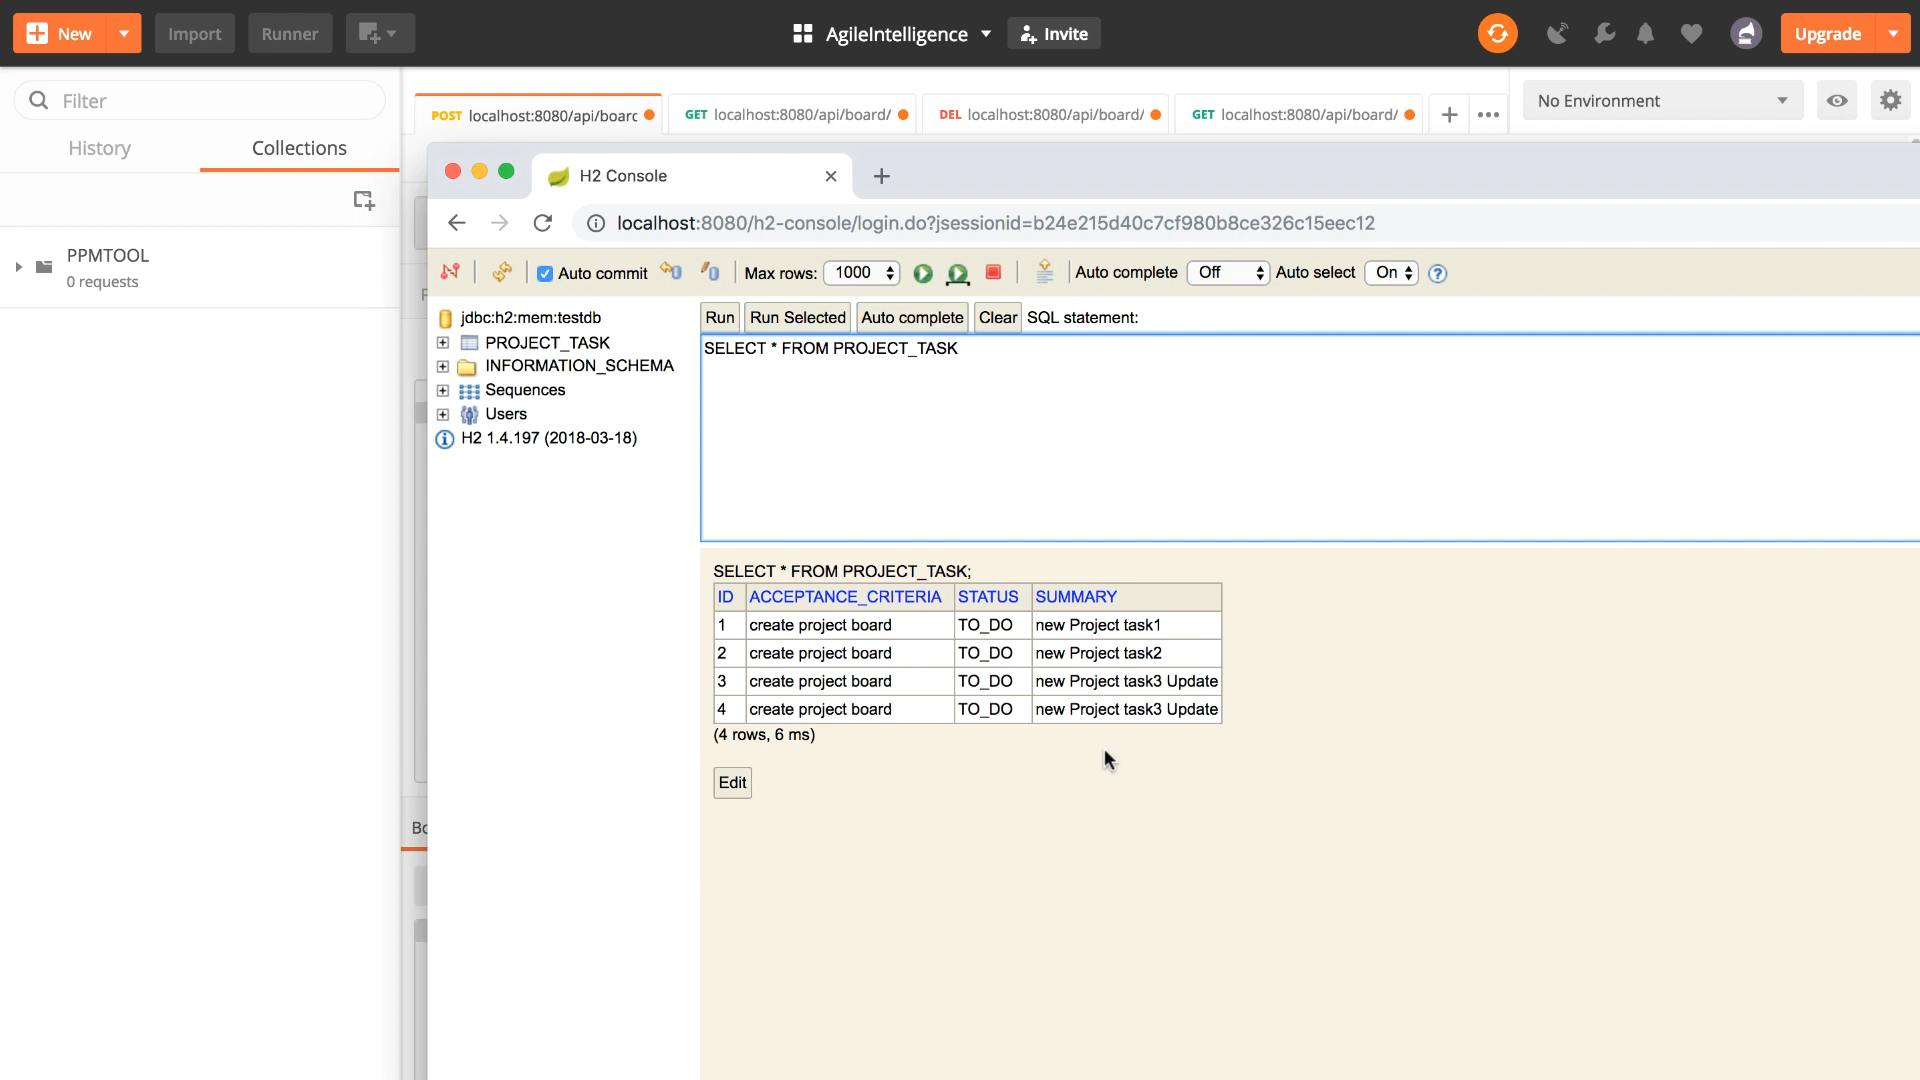 New Import Runner AgileIntelligence Invite Upgrade
Filter
History Collections
PPMTOOL
0 requests
POST localhost:8080/api/boarc GET localhost:8080/api/board/ DEL localhost:8080/api/board/ GET localhost:8080/api/board/ No Environment
H2 Console
localhost:8080/h2-console/login.do?jsessionid=b24e215d40c7cf980b8ce326c15eec12
Auto commit Max rows: 1000 Auto complete Off Auto select On
jdbc:h2:mem:testdb
PROJECT_TASK
INFORMATION_SCHEMA
Sequences
Users
H2 1.4.197 (2018-03-18)
Run Run Selected Auto complete Clear SQL statement:
SELECT * FROM PROJECT_TASK
SELECT * FROM PROJECT_TASK;
ID ACCEPTANCE_CRITERIA STATUS SUMMARY
1 create project board TO_DO new Project task1
2 create project board TO_DO new Project task2
3 create project board TO_DO new Project task3 Update
4 create project board TO_DO new Project task3 Update
(4 rows, 6 ms)
Edit